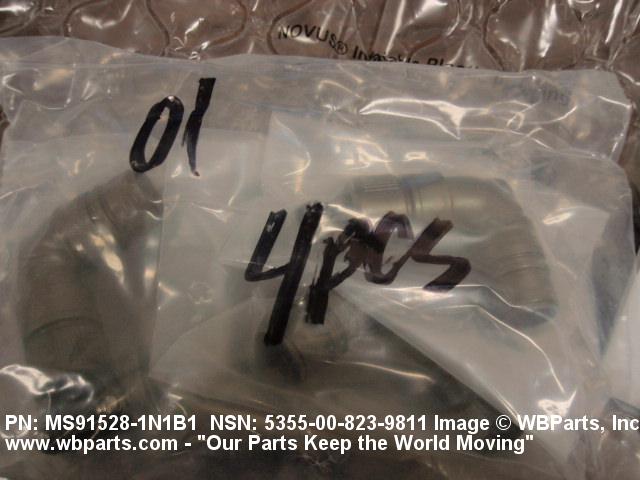 NOVUS® Inflatable
01
4pcs
PN: MS91528-1N1B1 NSN: 5355-00-823-9811 Image © WBParts, Inc
www.wbparts.com - "Our Parts Keep the World Moving"